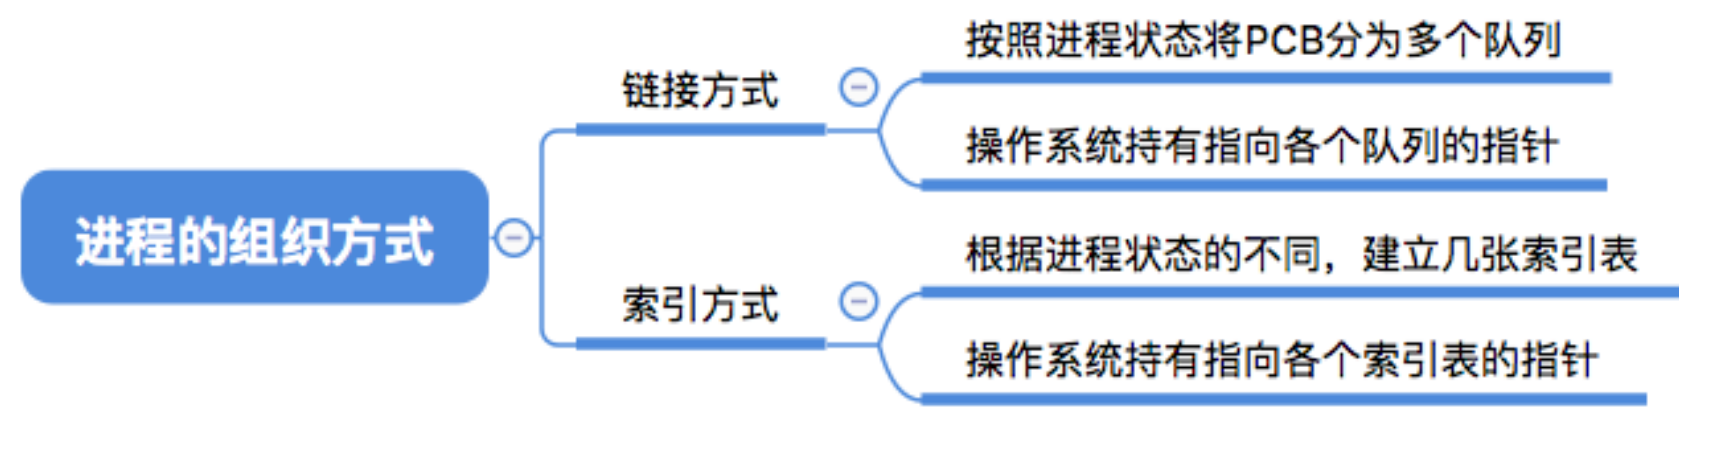 进程的组织方式
链接方式
按照进程状态将PCB分为多个队列
操作系统持有指向各个队列的指针
索引方式
根据进程状态的不同，建立几张索引表
操作系统持有指向各个索引表的指针